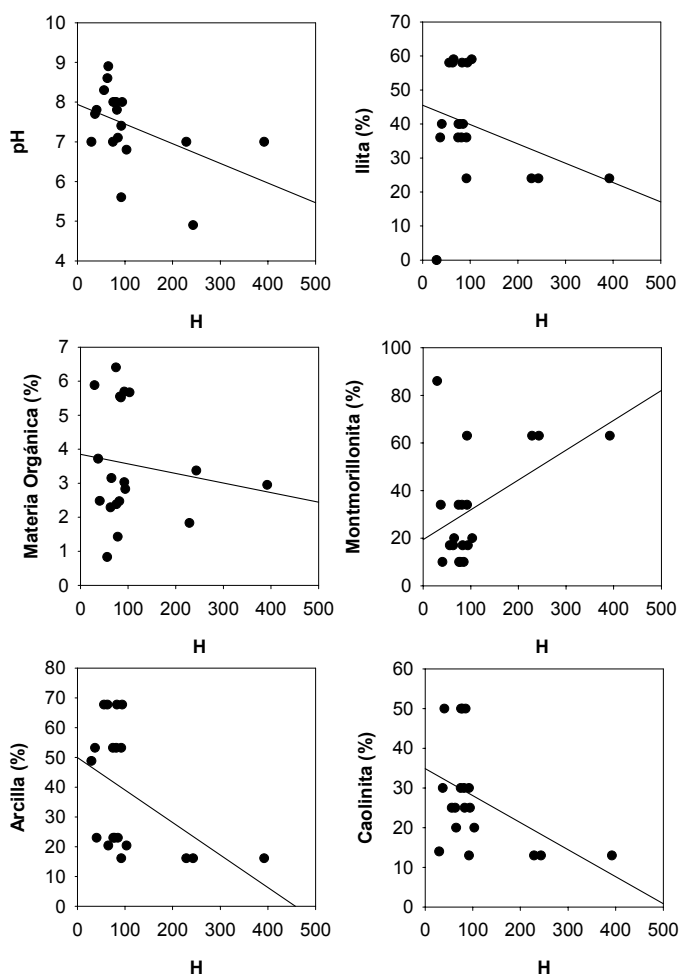 10
9
8
7
6
5
4
pH
0 100 200 300 400 500
H
70
60
50
40
30
20
10
0
Ilita (%)
0 100 200 300 400 500
H
7
6
5
4
3
2
1
0
Materia Orgánica (%)
0 100 200 300 400 500
H
100
80
60
40
20
0
Montmorillonita (%)
0 100 200 300 400 500
H
80
70
60
50
40
30
20
10
0
Arcilla (%)
0 100 200 300 400 500
H
60
50
40
30
20
10
0
Caolinita (%)
0 100 200 300 400 500
H